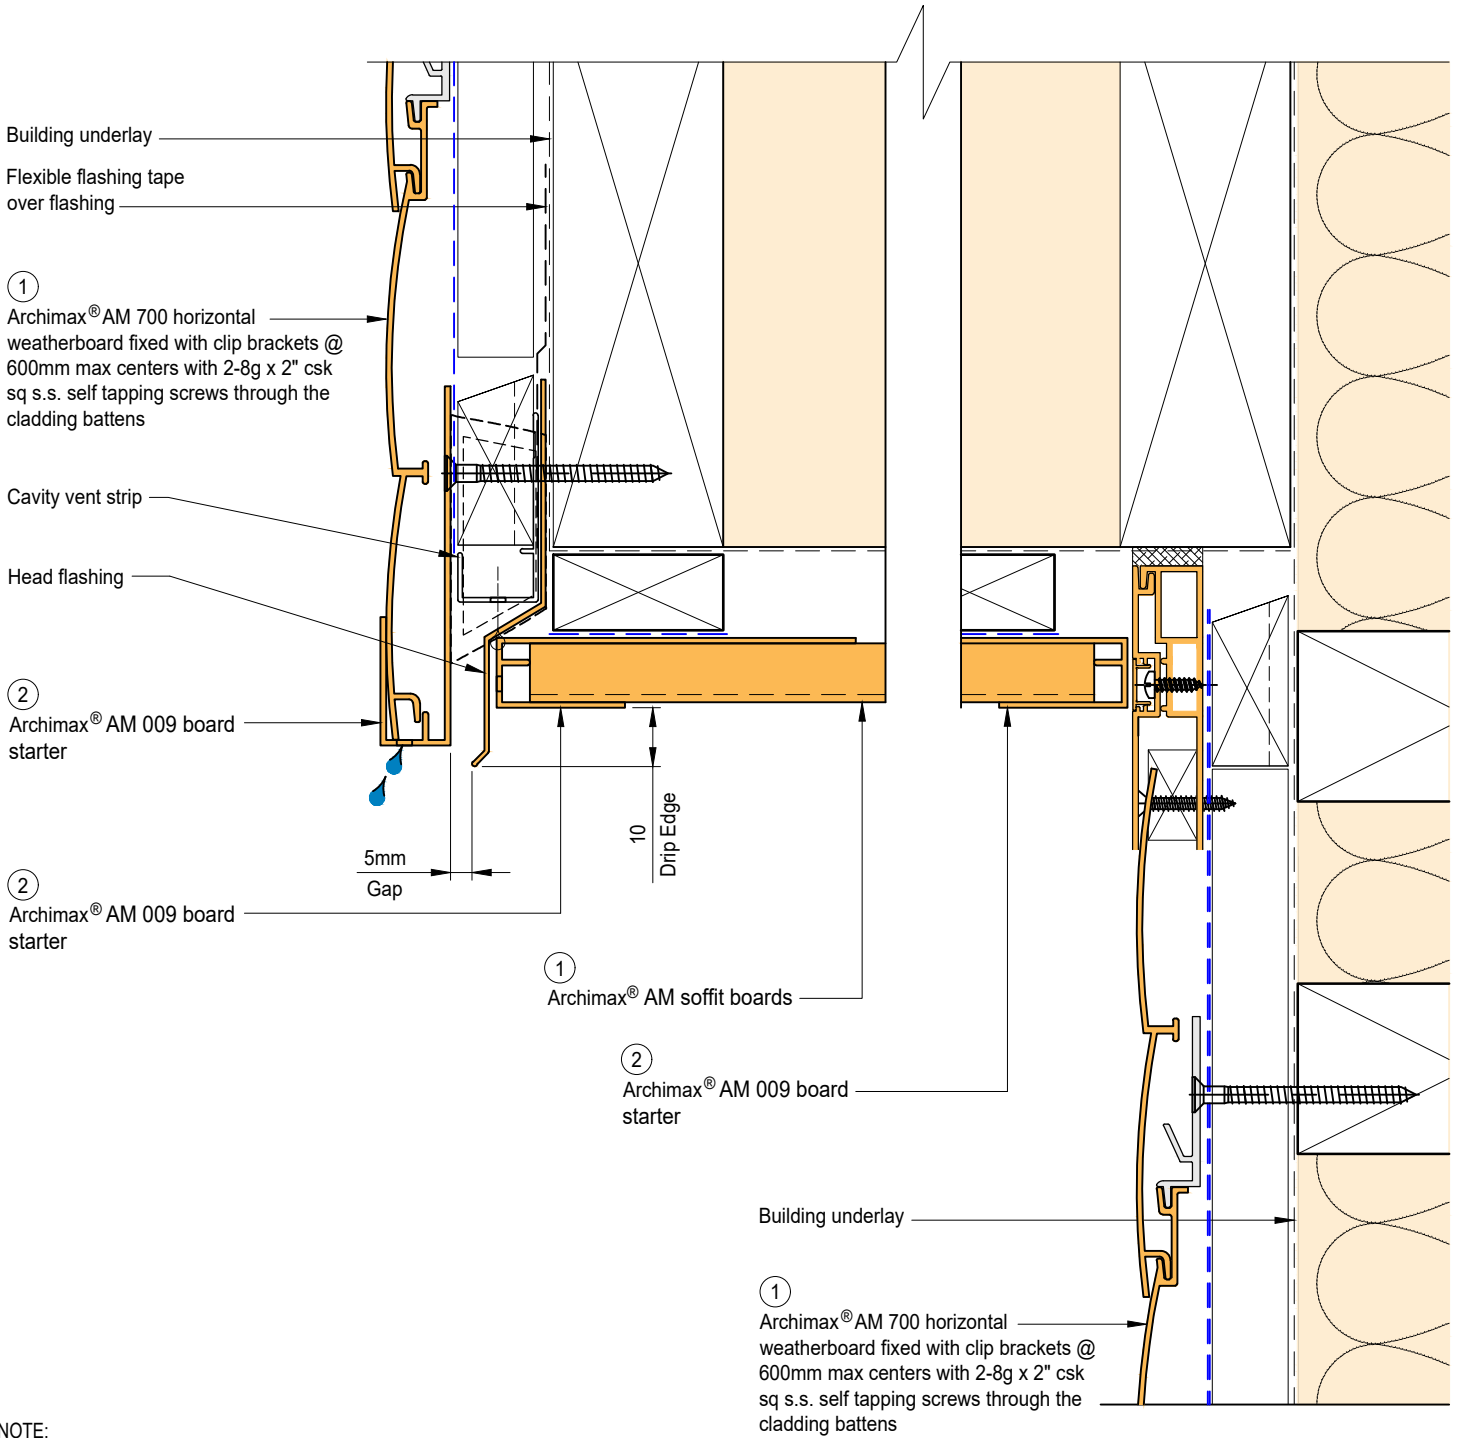 Building underlay
Flexible flashing tape
over flashing
1
Archimax® AM 700 horizontal
weatherboard fixed with clip brackets @
600mm max centers with 2-8g x 2" csk
sq s.s. self tapping screws through the
cladding battens
Cavity vent strip
Head flashing
2
Archimax® AM 009 board
starter
5mm
Gap
10
Drip Edge
2
Archimax® AM 009 board
starter
1
Archimax® AM soffit boards
2
Archimax® AM 009 board
starter
Building underlay
1
Archimax® AM 700 horizontal
weatherboard fixed with clip brackets @
600mm max centers with 2-8g x 2" csk
sq s.s. self tapping screws through the
cladding battens
NOTE: